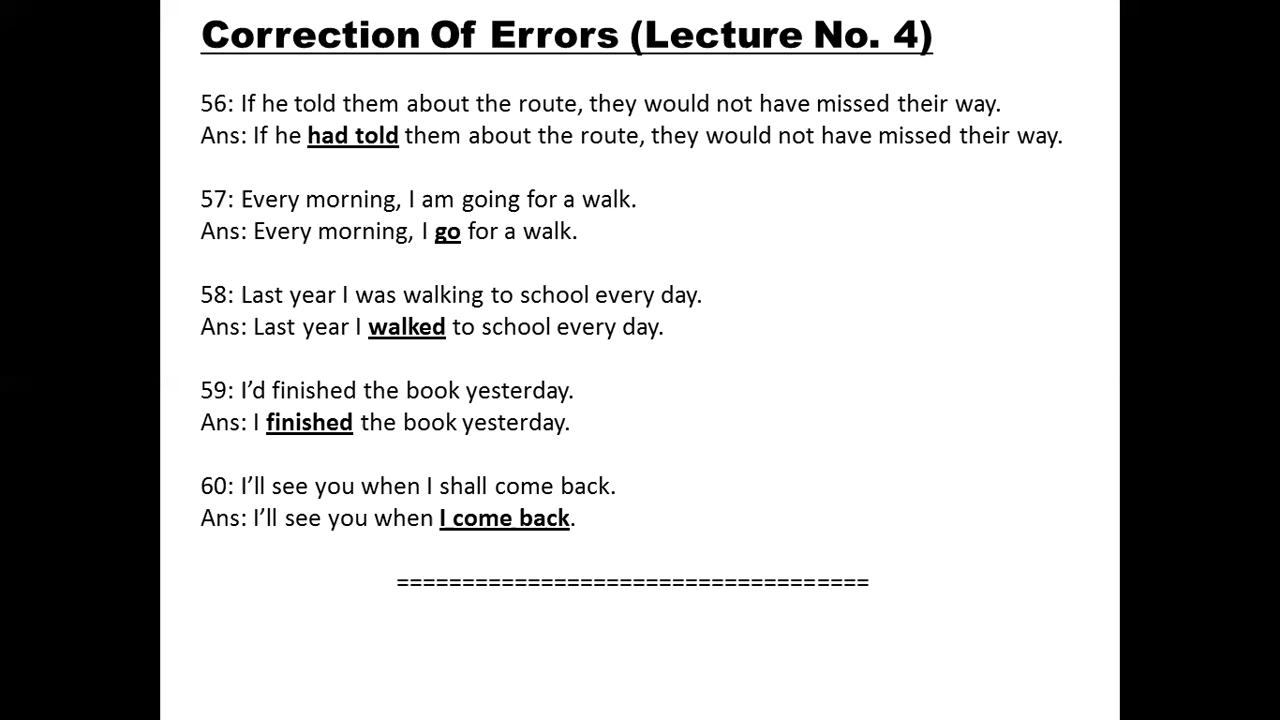 Correction Of Errors (Lecture No. 4)
56: If he told them about the route, they would not have missed their way.
Ans: If he had told them about the route, they would not have missed their way.
57: Every morning, I am going for a walk.
Ans: Every morning, I go for a walk.
58: Last year I was walking to school every day.
Ans: Last year I walked to school every day.
59: I’d finished the book yesterday.
Ans: I finished the book yesterday.
60: I’ll see you when I shall come back.
Ans: I’ll see you when I come back.
====================================